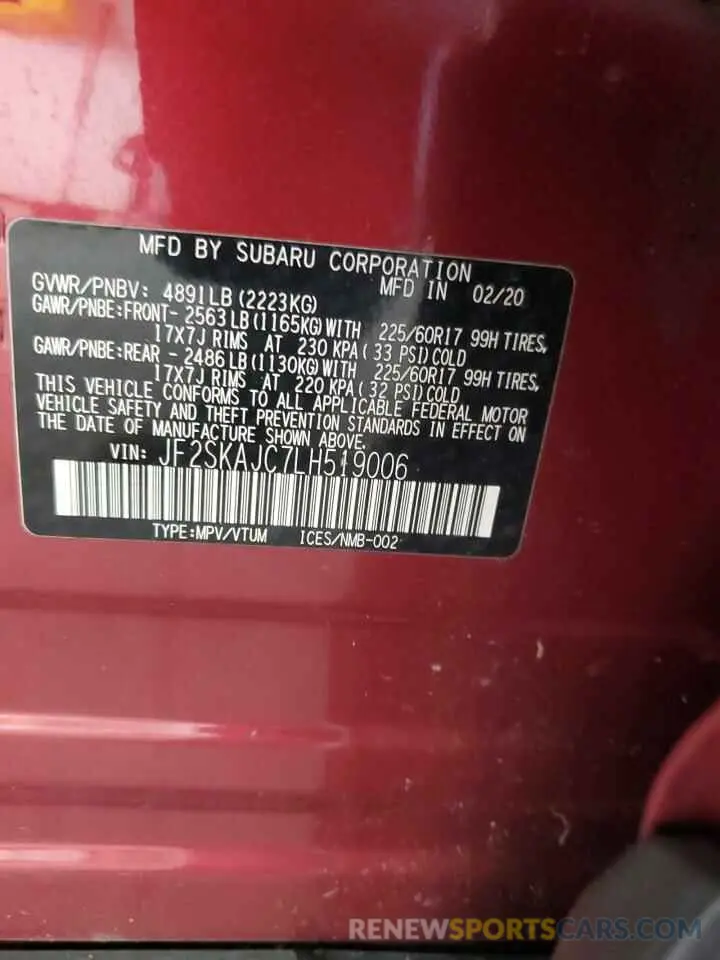 MFD BY SUBARU CORPORATION
GVWR/PNBV: 4891LB (2223KG) MFD IN 02/20
GAWR/PNBE:FRONT- 2563 LB (1165KG) WITH 225/60R17 99H TIRES,
17X7J RIMS AT 230 KPA ( 33 PSI) COLD
GAWR/PNBE:REAR - 2486 LB (1130KG) WITH 225/60R17 99H TIRES,
17X7J RIMS AT 220 KPA ( 32 PSI) COLD
THIS VEHICLE CONFORMS TO ALL APPLICABLE FEDERAL MOTOR
VEHICLE SAFETY AND THEFT PREVENTION STANDARDS IN EFFECT ON
THE DATE OF MANUFACTURE SHOWN ABOVE.
VIN: JF2SKAJC7LH519006
TYPE:MPV/VTUM ICES/NMB-002
RENEWSPORTSCARS.COM